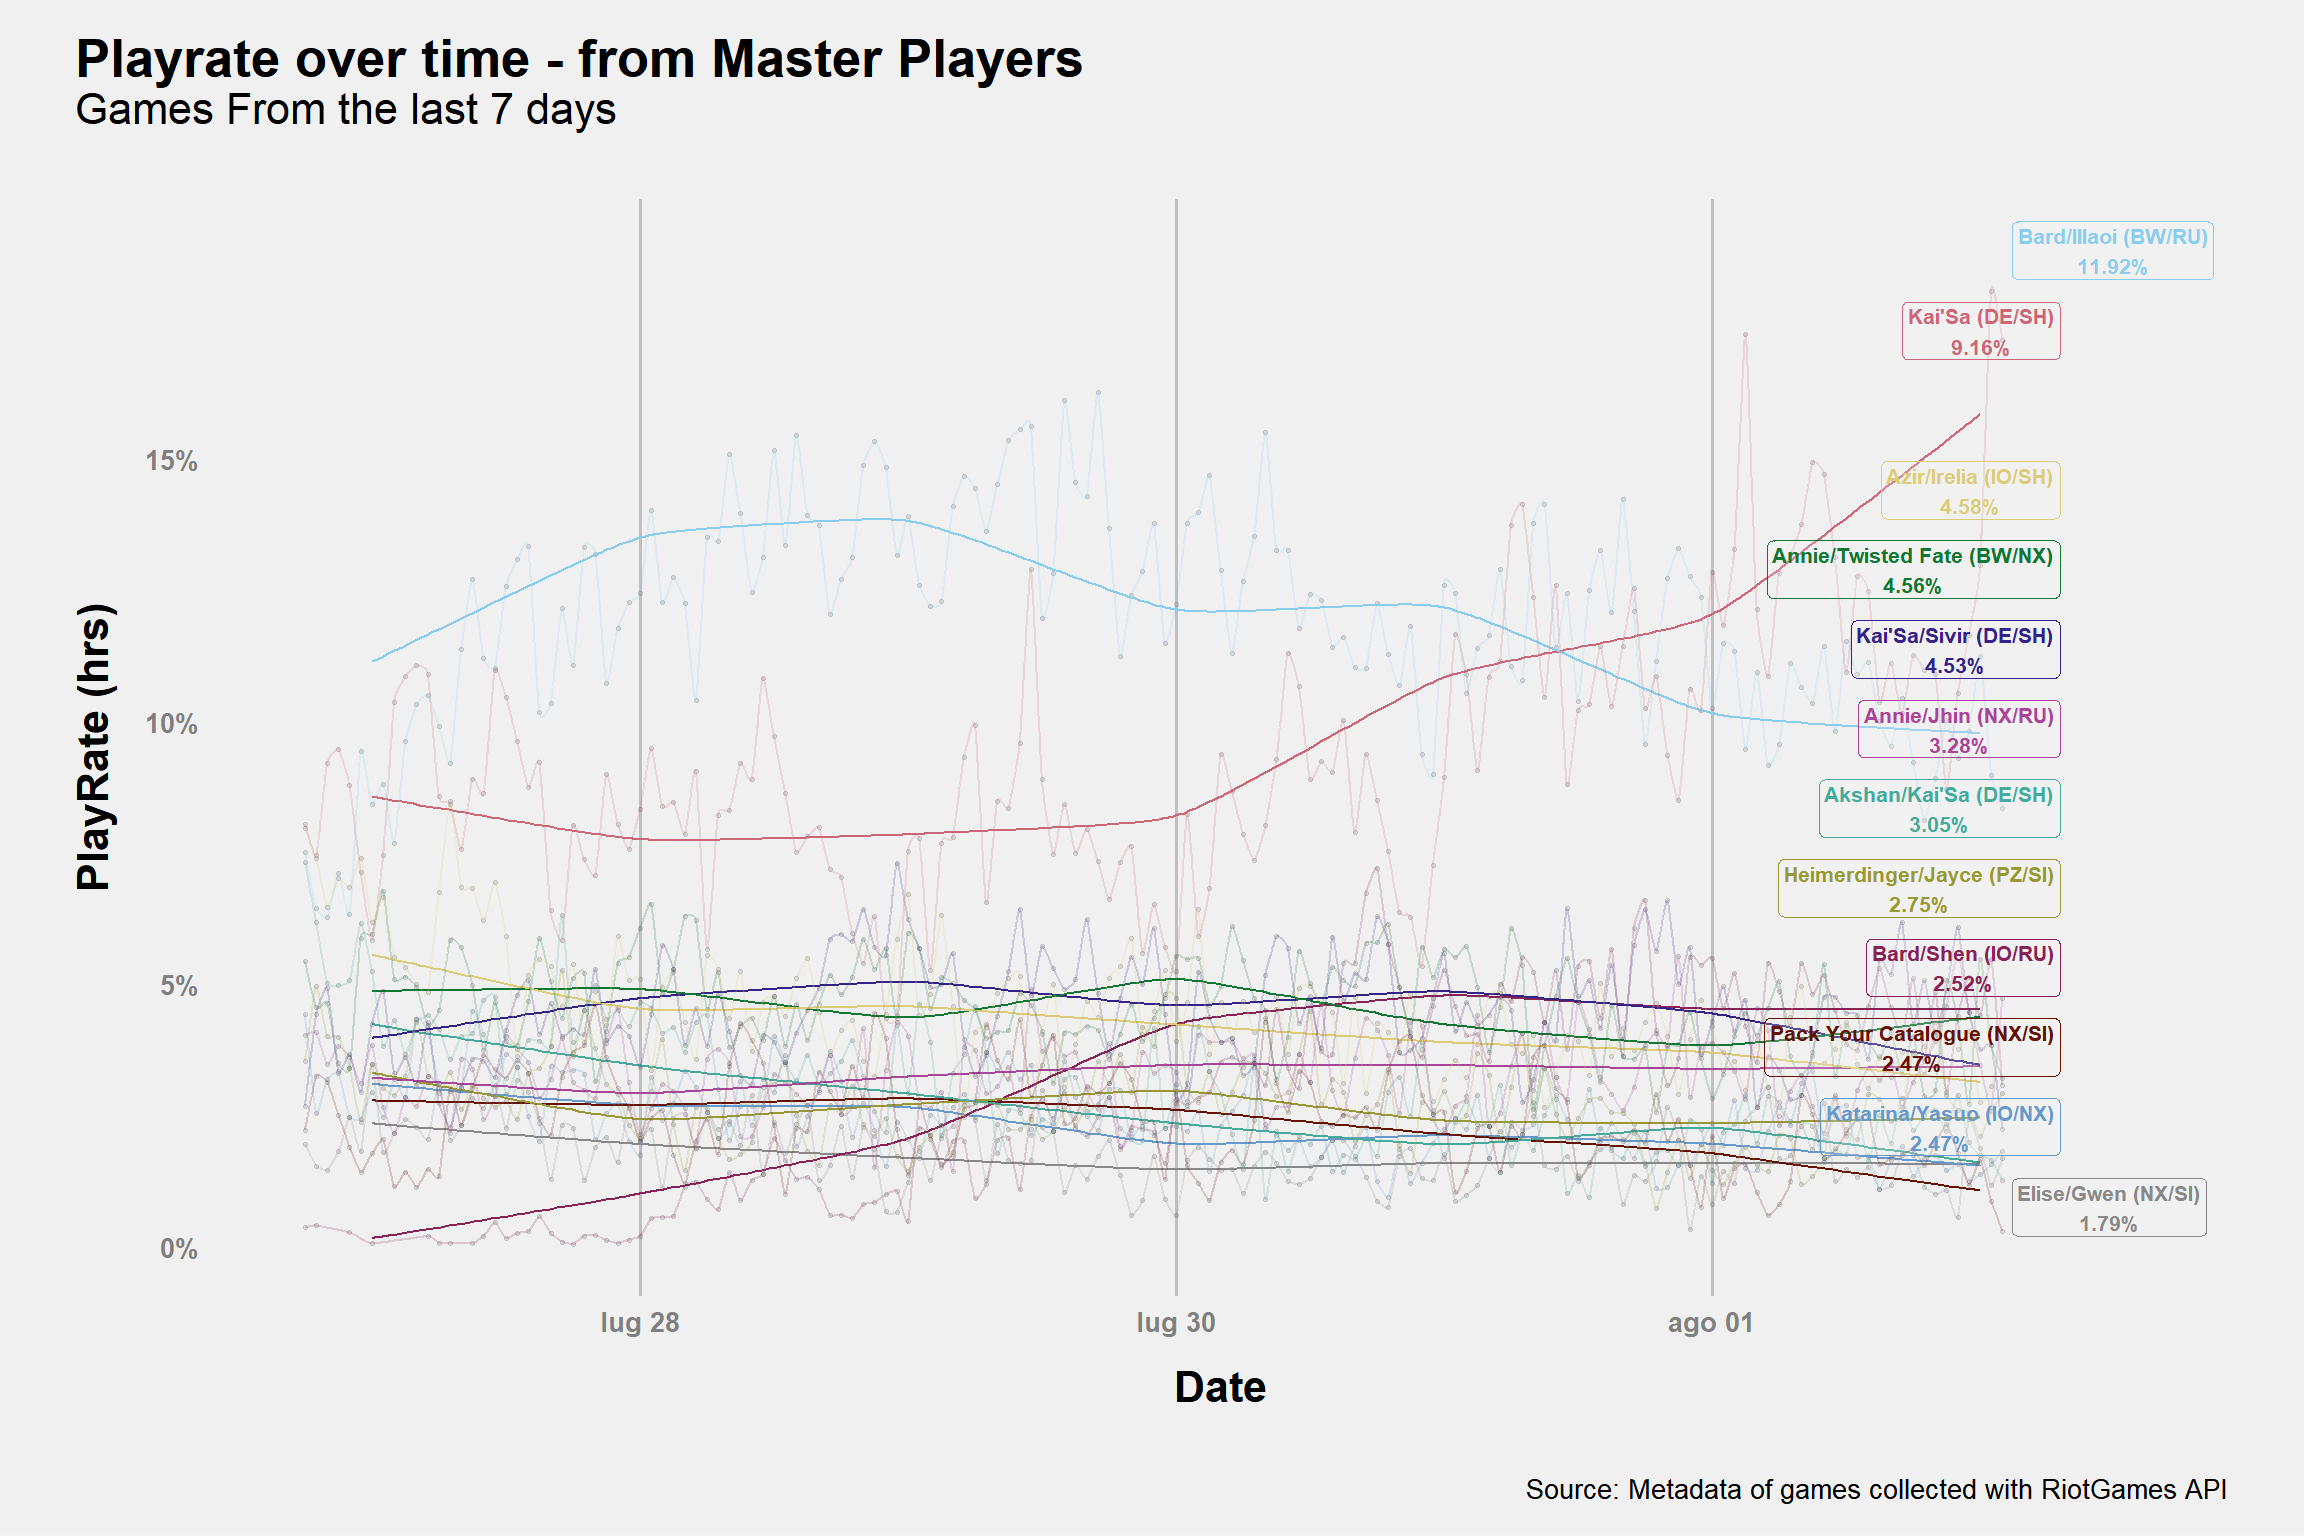 Playrate over time - from Master Players
Games From the last 7 days
PlayRate (hrs)
15%
10%
5%
0%
Bard/Illaoi (BW/RU)
11.92%
Kai'Sa (DE/SH)
9.16%
Azir/Irelia (IO/SH)
4.58%
Annie/Twisted Fate (BW/NX)
4.56%
Kai'Sa/Sivir (DE/SH)
4.53%
Annie/Jhin (NX/RU)
3.28%
Akshan/Kai'Sa (DE/SH)
3.05%
Heimerdinger/Jayce (PZ/SI)
2.75%
Bard/Shen (IO/RU)
2.52%
Pack Your Catalogue (NX/SI)
2.47%
Katarina/Yasuo (IO/NX)
2.47%
Elise/Gwen (NX/SI)
1.79%
lug 28
lug 30
ago 01
Date
Source: Metadata of games collected with RiotGames API